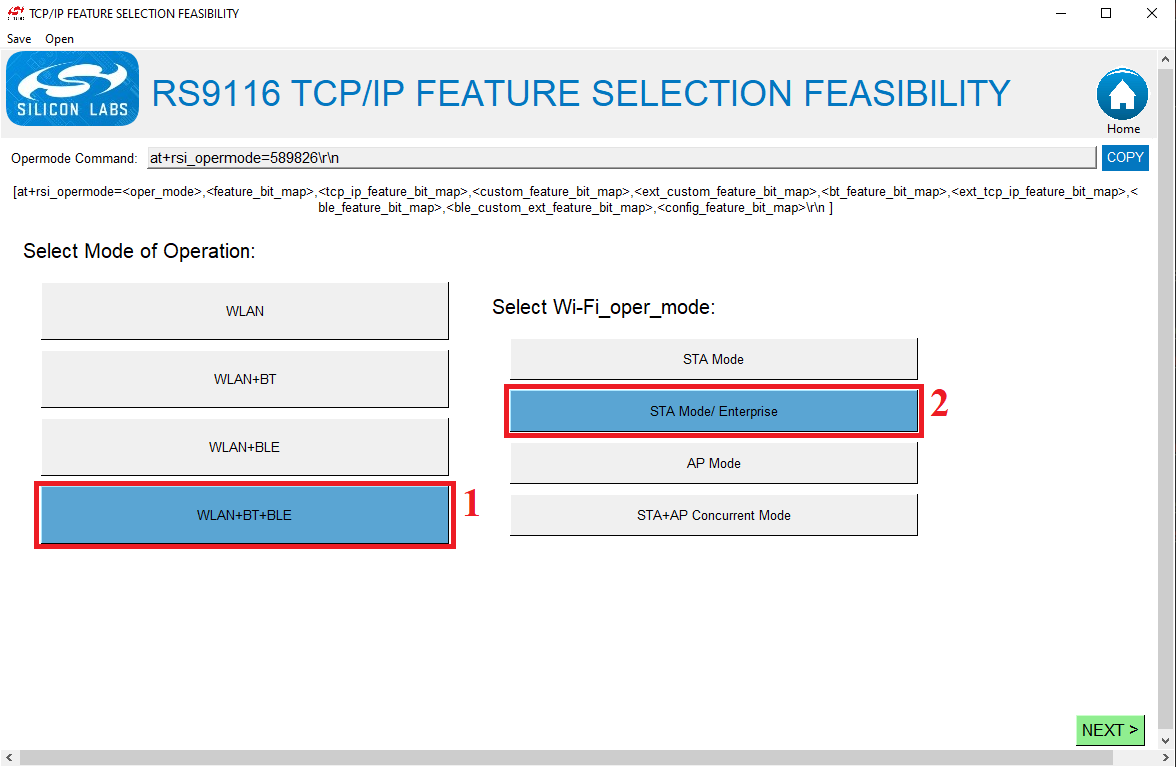 TCP/IP FEATURE SELECTION FEASIBILITY
Save Open
SILICON LABS
RS9116 TCP/IP FEATURE SELECTION FEASIBILITY
Home
Opermode Command: at+rsi_opermode=589826\r\n COPY
[at+rsi_opermode=<oper_mode>,<feature_bit_map>,<tcp_ip_feature_bit_map>,<custom_feature_bit_map>,<ext_custom_feature_bit_map>,<bt_feature_bit_map>,<ext_tcp_ip_feature_bit_map>,<
ble_feature_bit_map>,<ble_custom_ext_feature_bit_map>,<config_feature_bit_map>\r\n ]
Select Mode of Operation:
WLAN
WLAN+BT
WLAN+BLE
WLAN+BT+BLE
1
Select Wi-Fi_oper_mode:
STA Mode
STA Mode/ Enterprise
2
AP Mode
STA+AP Concurrent Mode
NEXT >